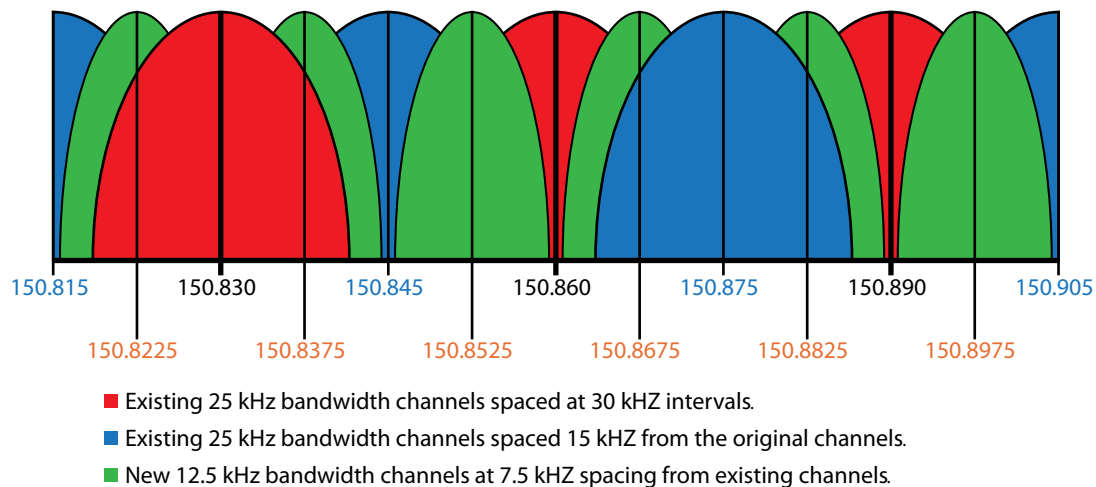 150.815 150.830 150.845 150.860 150.875 150.890 150.905
150.8225 150.8375 150.8525 150.8675 150.8825 150.8975
Existing 25 kHz bandwidth channels spaced at 30 kHZ intervals.
Existing 25 kHz bandwidth channels spaced 15 kHZ from the original channels.
New 12.5 kHz bandwidth channels at 7.5 kHZ spacing from existing channels.